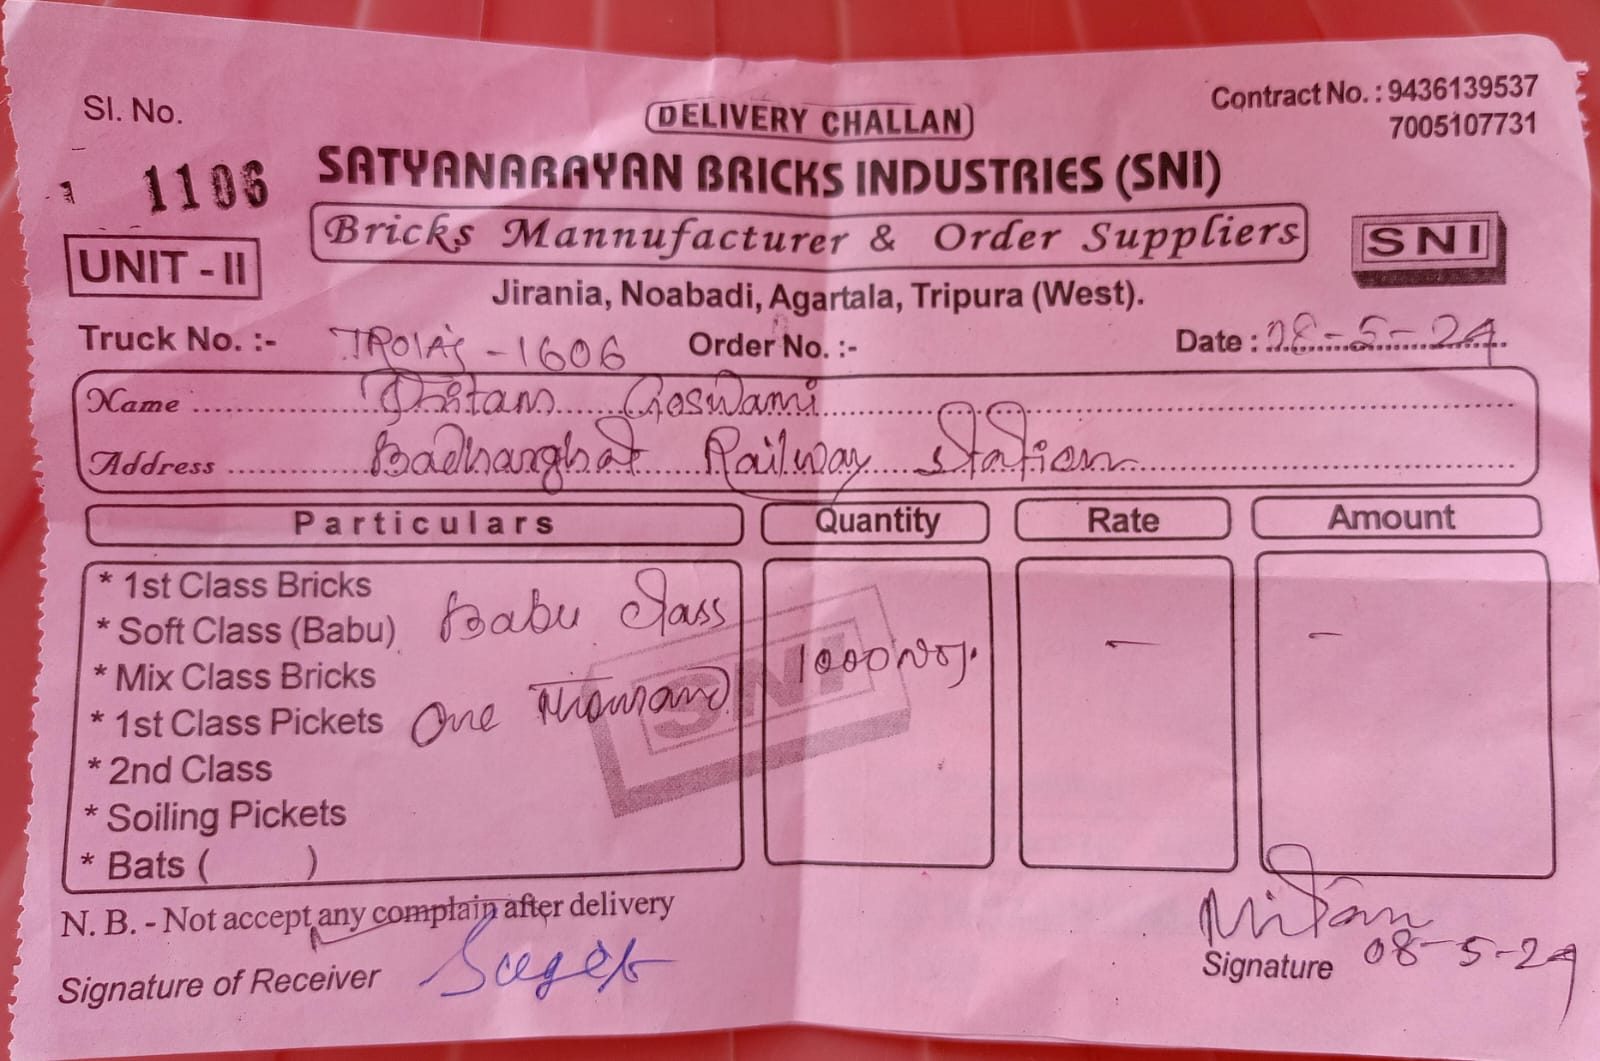 Sl. No.
DELIVERY CHALLAN
Contract No. : 9436139537
7005107731
1106
SATYANARAYAN BRICKS INDUSTRIES (SNI)
UNIT - II
Bricks Mannufacturer & Order Suppliers
SNI
Jirania, Noabadi, Agartala, Tripura (West).
Truck No. :- -1606 Order No. :- Date : 08-5-24
Name Goswami
Address Badharghat Railway Station
Particulars Quantity Rate Amount
* 1st Class Bricks
* Soft Class (Babu) Babu Class
* Mix Class Bricks 1000 Nos. - -
* 1st Class Pickets One Thousand
SNI
* 2nd Class
* Soiling Pickets
* Bats ( )
N. B. - Not accept any complain after delivery
Signature of Receiver
Signature 08-5-24